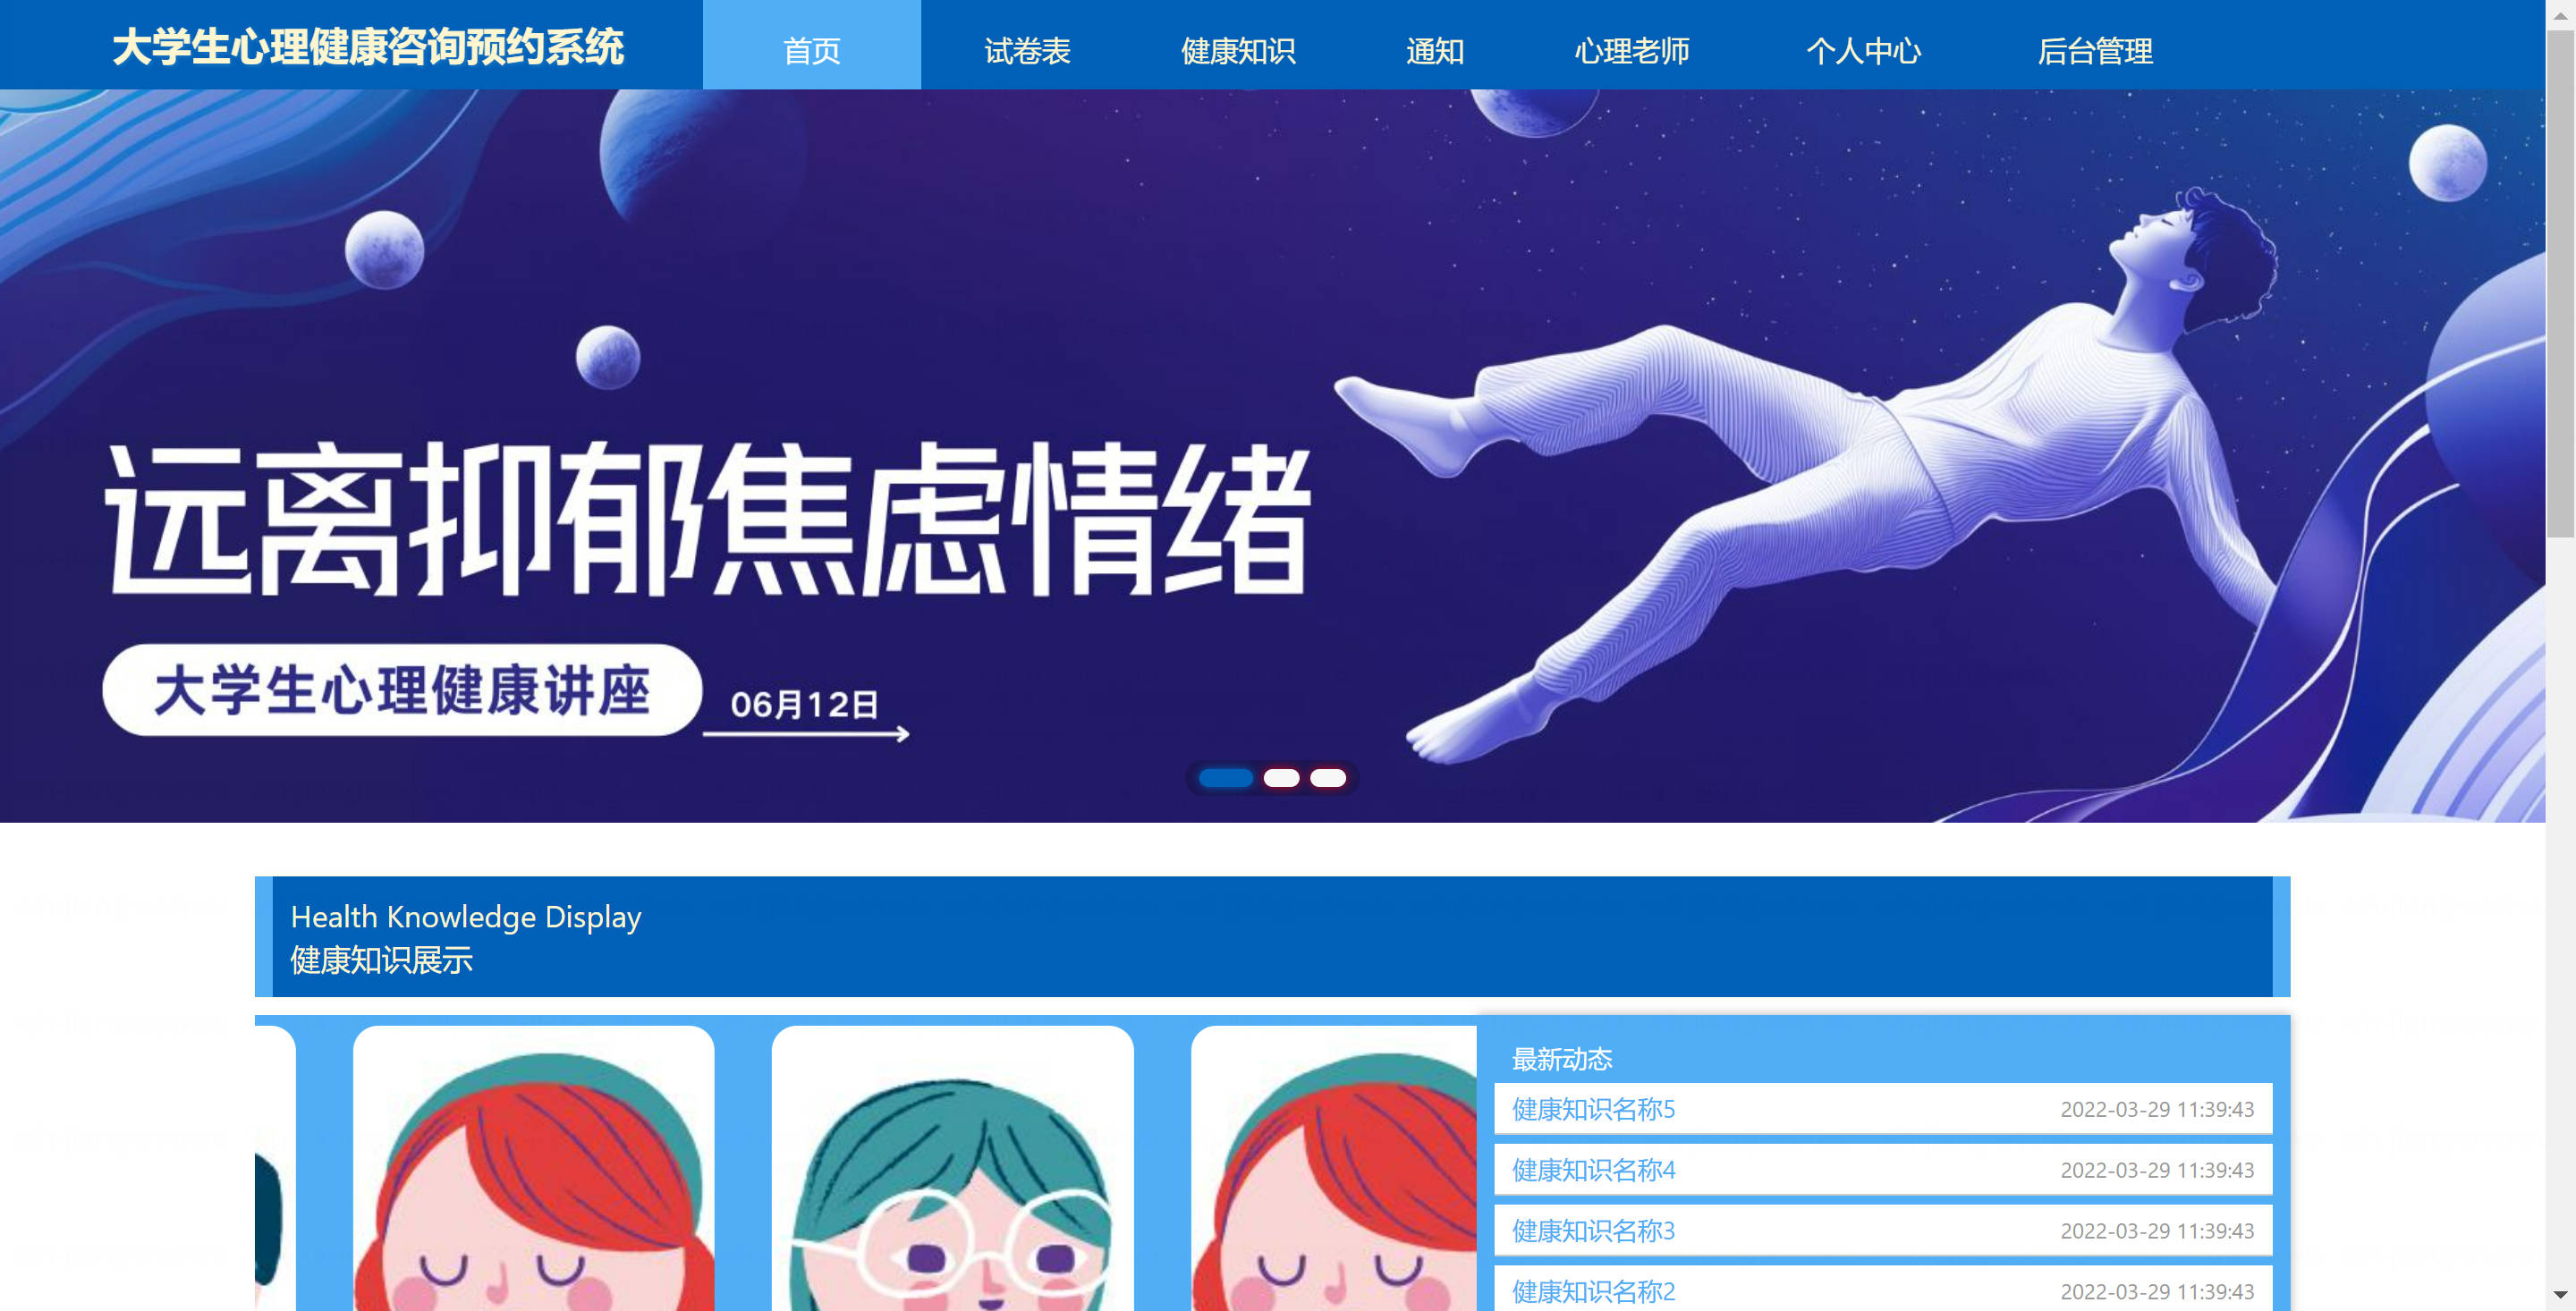 大学生心理健康咨询预约系统
首页 试卷表 健康知识 通知 心理老师 个人中心 后台管理
远离抑郁焦虑情绪
大学生心理健康讲座
06月12日
Health Knowledge Display
健康知识展示
最新动态
健康知识名称5 2022-03-29 11:39:43
健康知识名称4 2022-03-29 11:39:43
健康知识名称3 2022-03-29 11:39:43
健康知识名称2 2022-03-29 11:39:43